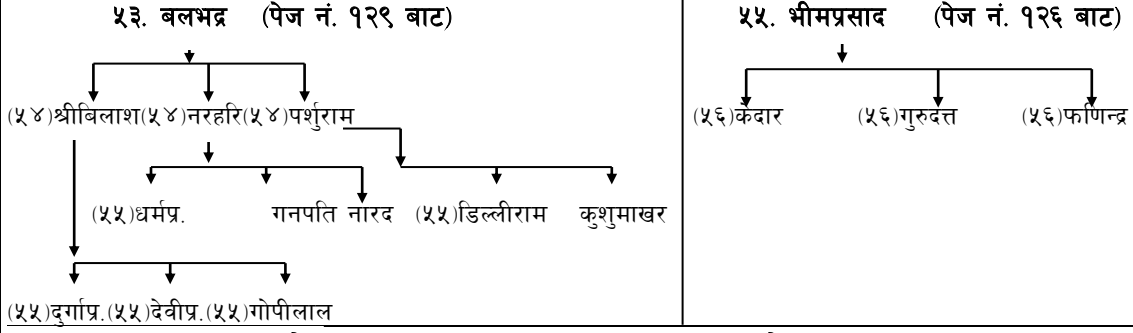 ५३. बलभद्र (पेज नं. १२९ बाट)
(५४)श्रीबिलाश(५४)नरहरि(५४)पर्शुराम
(५५)धर्मप्र. गनपति नारद (५५)डिल्लीराम कुशुमाखर
(५५)दुर्गाप्र.(५५)देवीप्र.(५५)गोपीलाल
५५. भीमप्रसाद (पेज नं. १२६ बाट)
(५६)केदार (५६)गुरुदत्त (५६)फणिन्द्र